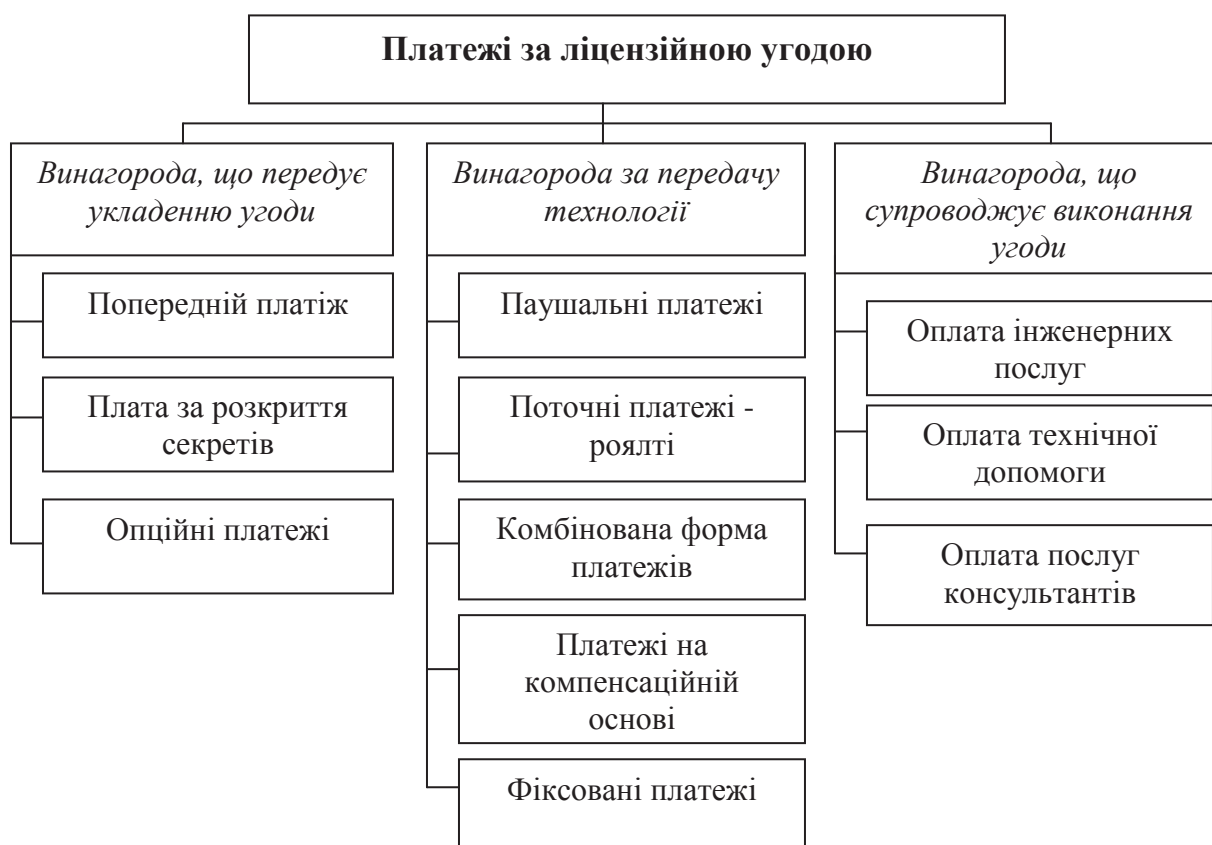 Платежі за ліцензійною угодою
Винагорода, що передує
укладенню угоди
Попередній платіж
Плата за розкриття
секретів
Опційні платежі
Винагорода за передачу
технології
Паушальні платежі
Поточні платежі -
роялті
Комбінована форма
платежів
Платежі на
компенсаційній
основі
Фіксовані платежі
Винагорода, що
супроводжує виконання
угоди
Оплата інженерних
послуг
Оплата технічної
допомоги
Оплата послуг
консультантів